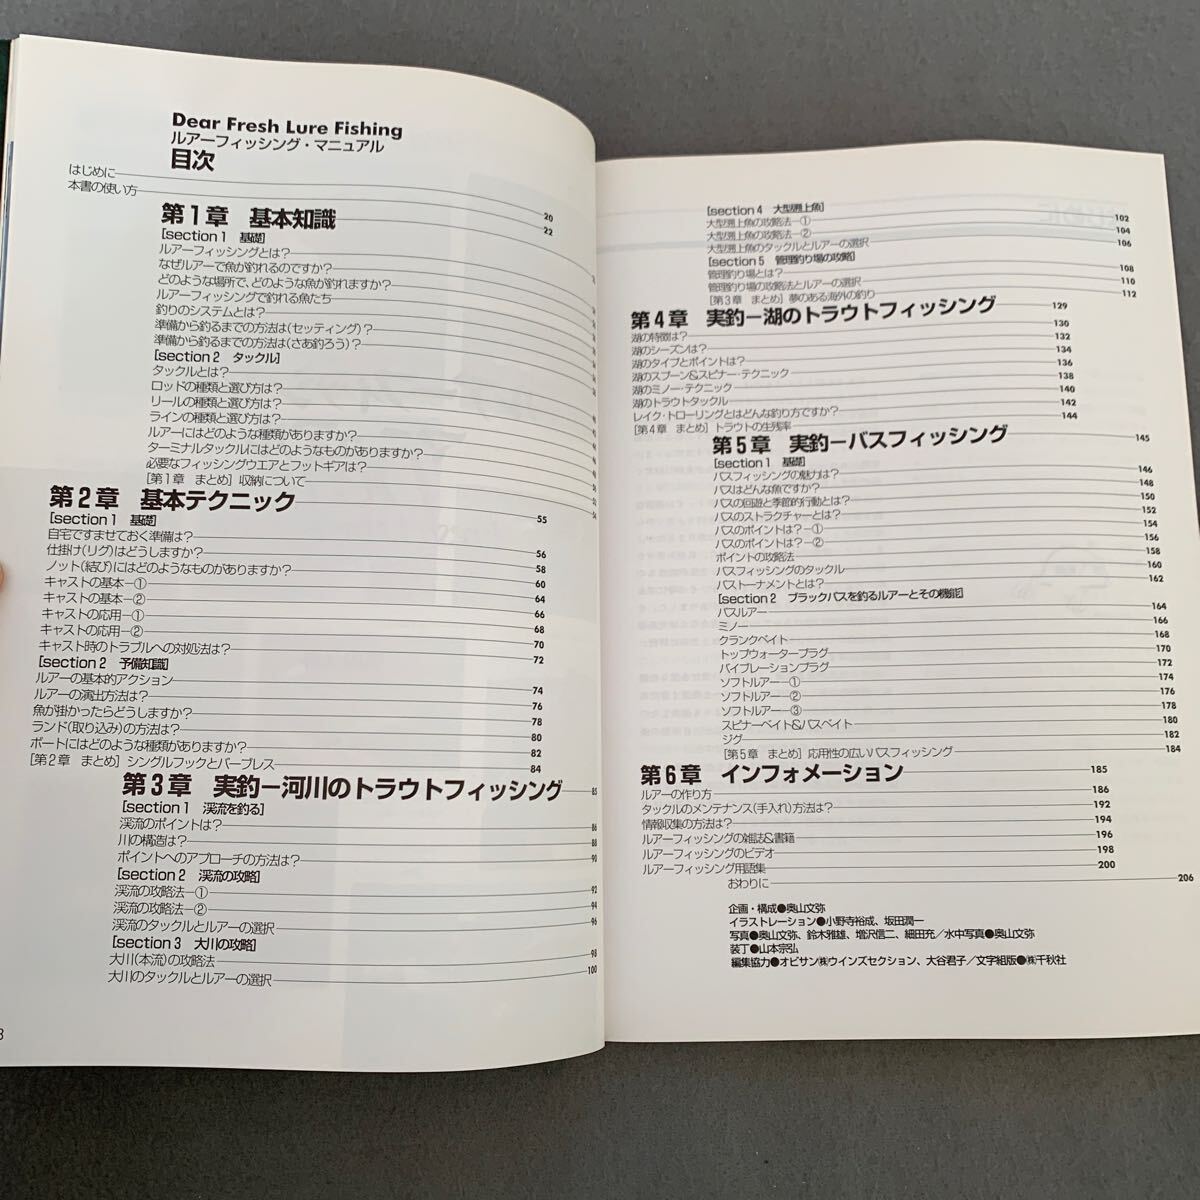 Dear Fresh Lure Fishing
ルアーフィッシング・マニュアル
目次
はじめに 20
本書の使い方 22
第1章 基本知識
[section 1 基礎]
ルアーフィッシングとは?
なぜルアーで魚が釣れるのですか?
どのような場所で、どのような魚が釣れますか?
ルアーフィッシングで釣れる魚たち
釣りのシステムとは?
準備から釣るまでの方法は(セッティング)?
準備から釣るまでの方法は(さあ釣ろう)?
[section 2 タックル]
タックルとは?
ロッドの種類と選び方は?
リールの種類と選び方は?
ラインの種類と選び方は?
ルアーにはどのような種類がありますか?
ターミナルタックルにはどのようなものがありますか?
必要なフィッシングウエアとフットギアは?
[第1章 まとめ] 収納について
第2章 基本テクニック 55
[section 1 基礎]
自宅ですませておく準備は? 56
仕掛け(リグ)はどうしますか? 58
ノット(結び)にはどのようなものがありますか? 60
キャストの基本ー① 64
キャストの基本ー② 66
キャストの応用ー① 68
キャストの応用ー② 70
キャスト時のトラブルへの対処法は? 72
[section 2 予備知識]
ルアーの基本的アクション 74
ルアーの演出方法は? 76
魚が掛かったらどうしますか? 78
ランド(取り込み)の方法は? 80
ボートにはどのような種類がありますか? 82
[第2章 まとめ] シングルフックとバーブレス 84
第3章 実釣ー河川のトラウトフィッシング 85
[section 1 渓流を釣る]
渓流のポイントは? 86
川の構造は? 88
ポイントへのアプローチの方法は? 90
[section 2 渓流の攻略]
渓流の攻略法ー① 92
渓流の攻略法ー② 94
渓流のタックルとルアーの選択 96
[section 3 大川の攻略]
大川(本流)の攻略法 98
大川のタックルとルアーの選択 100
[section 4 大型遡上魚]
大型遡上魚の攻略法ー① 102
大型遡上魚の攻略法ー② 104
大型遡上魚のタックルとルアーの選択 106
[section 5 管理釣り場の攻略]
管理釣り場とは? 108
管理釣り場の攻略法とルアーの選択 110
[第3章 まとめ] 夢のある海外の釣り 112
第4章 実釣ー湖のトラウトフィッシング 129
湖の特徴は? 130
湖のシーズンは? 132
湖のタイプとポイントは? 134
湖のスプーン&スピナー・テクニック 136
湖のミノー・テクニック 138
湖のトラウトタックル 140
レイク・トローリングとはどんな釣り方ですか? 142
[第4章 まとめ] トラウトの生残率 144
第5章 実釣ーバスフィッシング 145
[section 1 基礎]
バスフィッシングの魅力は? 146
バスはどんな魚ですか? 148
バスの回遊と季節的行動とは? 150
バスのストラクチャーとは? 152
バスのポイントは?ー① 154
バスのポイントは?ー② 156
ポイントの攻略法 158
バスフィッシングのタックル 160
バストーナメントとは? 162
[section 2 ブラックバスを釣るルアーとその機能]
バスルアー 164
ミノー 166
クランクベイト 168
トップウォータープラグ 170
バイブレーションプラグ 172
ソフトルアー① 174
ソフトルアー② 176
ソフトルアー③ 178
スピナーベイト&バスベイト 180
ジグ 182
[第5章 まとめ] 応用性の広いバスフィッシング 184
第6章 インフォメーション 185
ルアーの作り方 186
タックルのメンテナンス(手入れ)方法は? 192
情報収集の方法は? 194
ルアーフィッシングの雑誌&書籍 196
ルアーフィッシングのビデオ 198
ルアーフィッシング用語集 200
おわりに 206
企画・構成●奥山文弥
イラストレーション●小野寺裕成、坂田潤一
写真●奥山文弥、鈴木雅雄、増沢信二、細田充/水中写真●奥山文弥
装丁●山本宗弘
編集協力●オビサン㈱ウインズセクション、大谷君子/文字組版●㈱千秋社